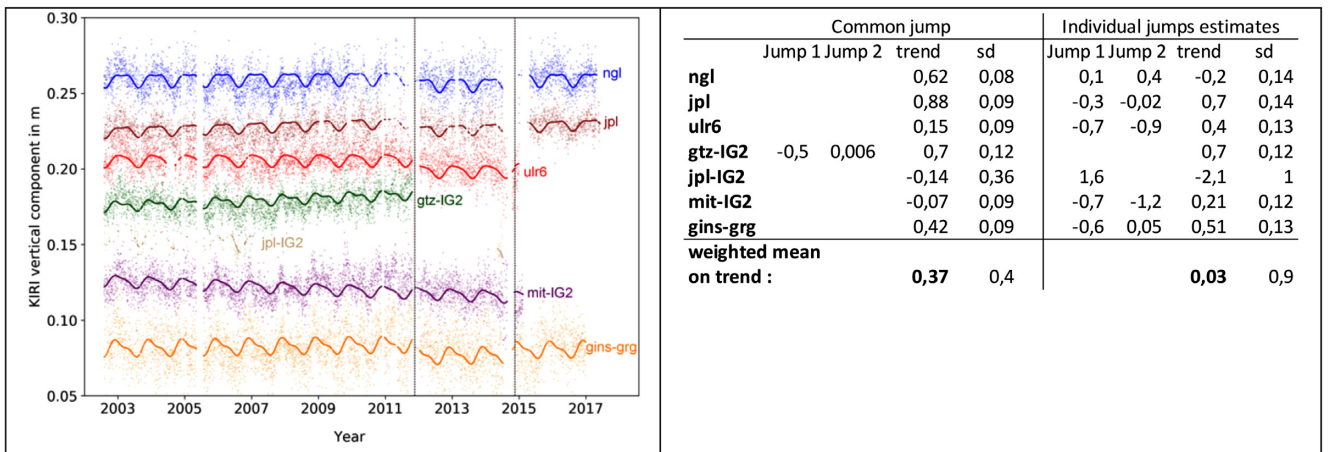 KIRI vertical component in m
0.30
0.25
0.20
0.15
0.10
0.05
ngl
jpl
ulr6
gtz-IG2
jpl-IG2
mit-IG2
gins-grg
2003 2005 2007 2009 2011 2013 2015 2017
Year
Common jump Individual jumps estimates
Jump 1 Jump 2 trend sd Jump 1 Jump 2 trend sd
ngl 0,62 0,08 0,1 0,4 -0,2 0,14
jpl 0,88 0,09 -0,3 -0,02 0,7 0,14
ulr6 0,15 0,09 -0,7 -0,9 0,4 0,13
gtz-IG2 -0,5 0,006 0,7 0,12 0,7 0,12
jpl-IG2 -0,14 0,36 1,6 -2,1 1
mit-IG2 -0,07 0,09 -0,7 -1,2 0,21 0,12
gins-grg 0,42 0,09 -0,6 0,05 0,51 0,13
weighted mean
on trend : 0,37 0,4 0,03 0,9